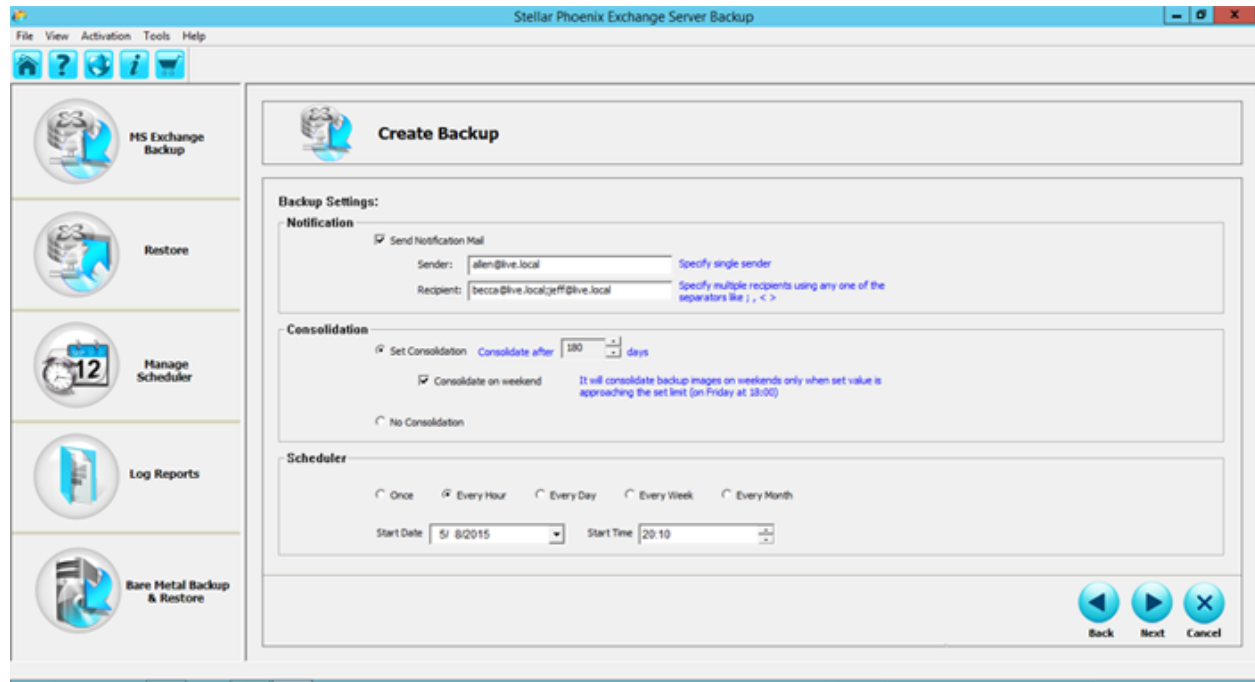 Stellar Phoenix Exchange Server Backup
File View Activation Tools Help
MS Exchange
Backup
Restore
12
Manage
Scheduler
Log Reports
Bare Metal Backup
& Restore
Create Backup
Backup Settings:
Notification
Send Notification Mail
Sender: allen@live.local Specify single sender
Recipient: becca@live.local;jeff@live.local Specify multiple recipients using any one of the
separators like ; , < >
Consolidation
Set Consolidation Consolidate after 180 days
Consolidate on weekend It will consolidate backup images on weekends only when set value is
approaching the set limit (on Friday at 18:00)
No Consolidation
Scheduler
Once Every Hour Every Day Every Week Every Month
Start Date 5/ 8/2015 Start Time 20:10
Back Next Cancel